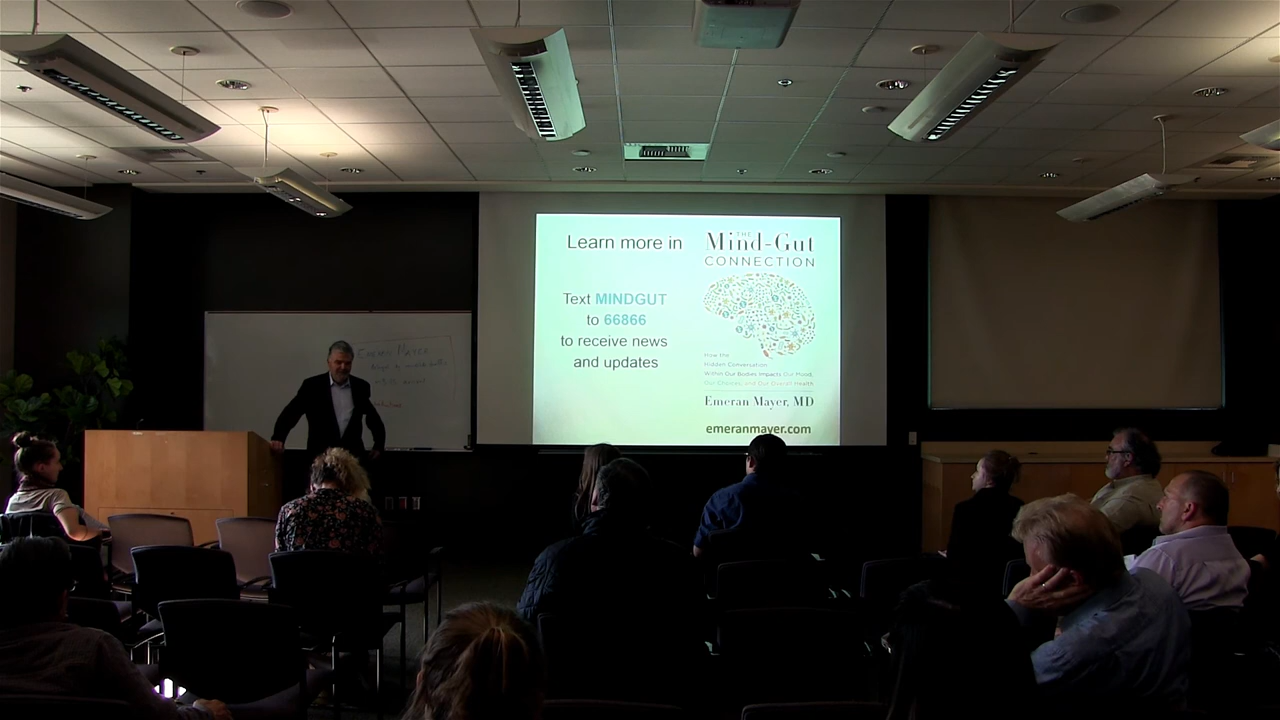 EMERAN MAYER
Learn more in
Text MINDGUT
to 66866
to receive news
and updates
THE
Mind-Gut
CONNECTION
How the
Hidden Conversation
Within Our Bodies Impacts Our Mood,
Our Choices, and Our Overall Health
Emeran Mayer, MD
emeranmayer.com